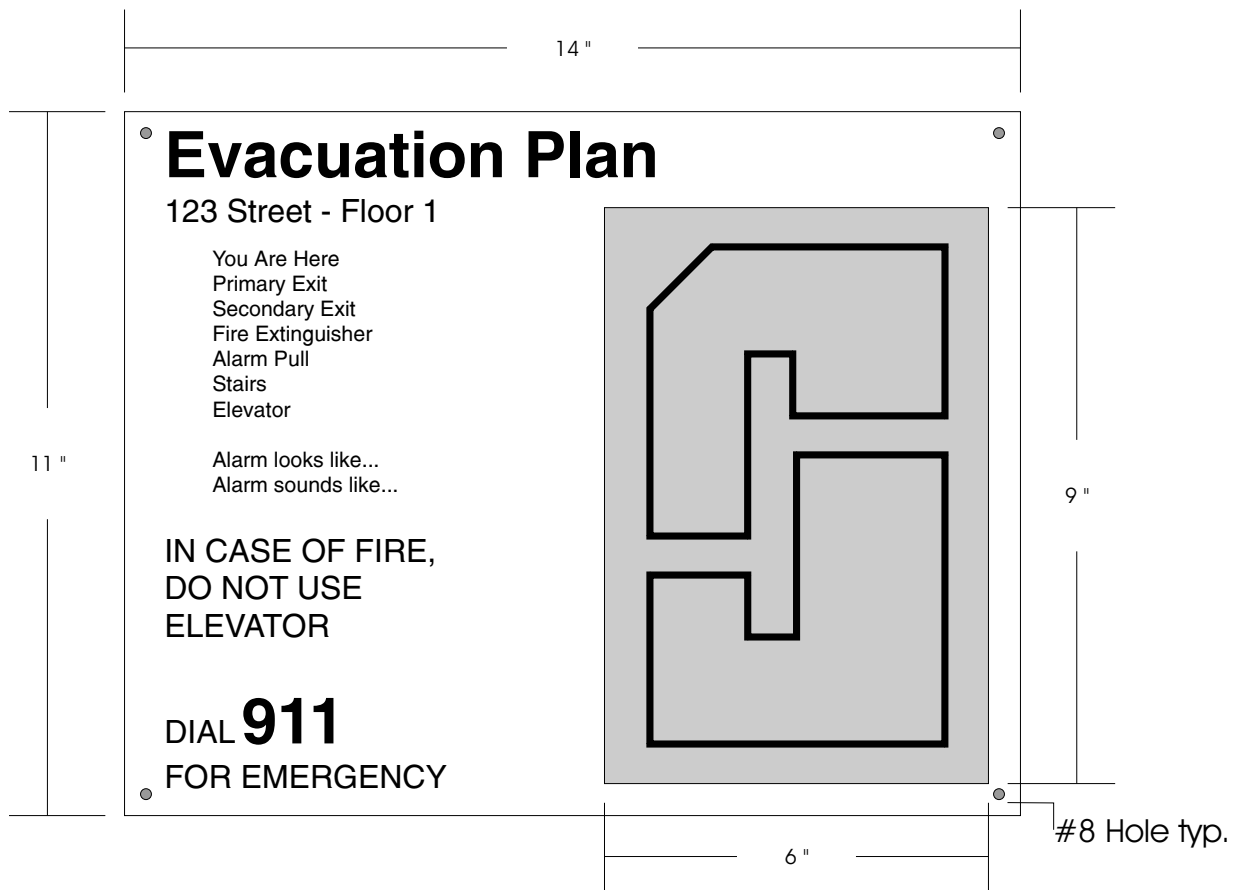 14 "
Evacuation Plan
123 Street - Floor 1
You Are Here
Primary Exit
Secondary Exit
Fire Extinguisher
Alarm Pull
Stairs
Elevator
Alarm looks like...
Alarm sounds like...
11 "
9 "
IN CASE OF FIRE,
DO NOT USE
ELEVATOR
DIAL 911
FOR EMERGENCY
#8 Hole typ.
6 "